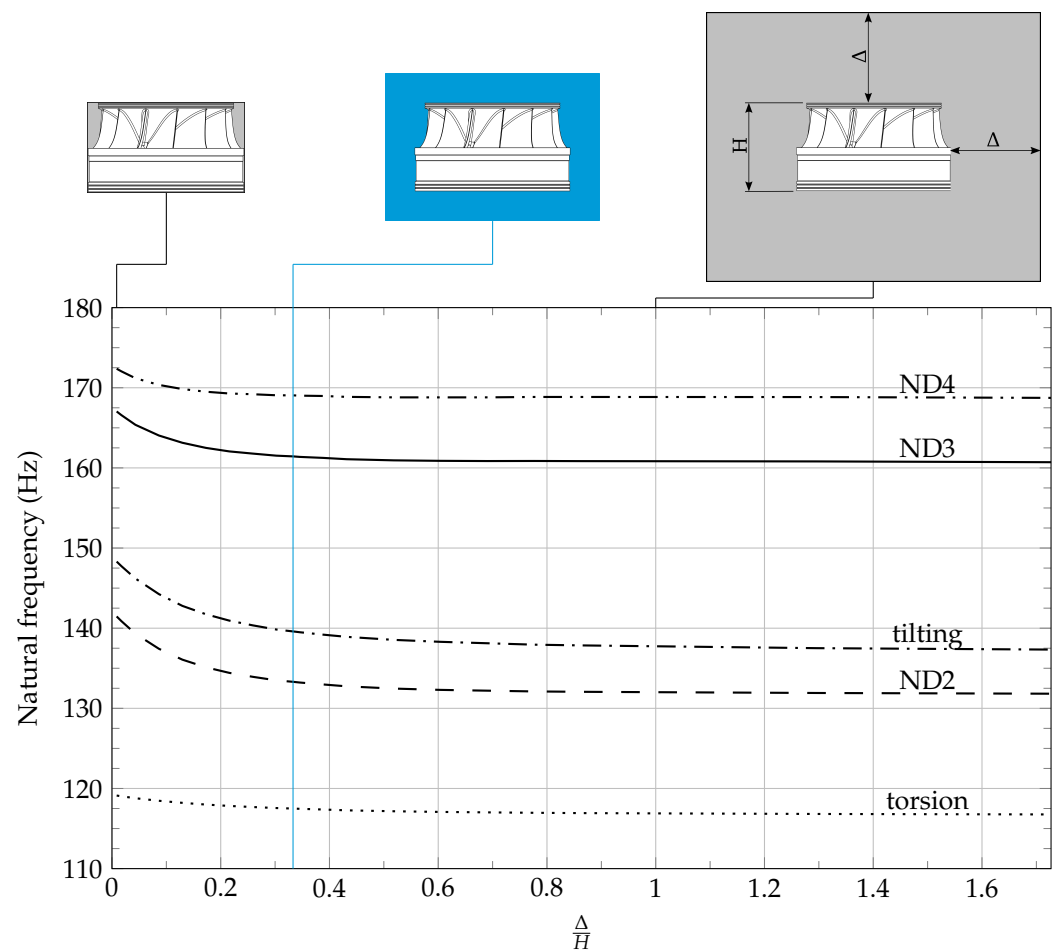 Δ
H
Δ
180
170
160
150
140
130
120
110
Natural frequency (Hz)
ND4
ND3
tilting
ND2
torsion
0 0.2 0.4 0.6 0.8 1 1.2 1.4 1.6
Δ
H